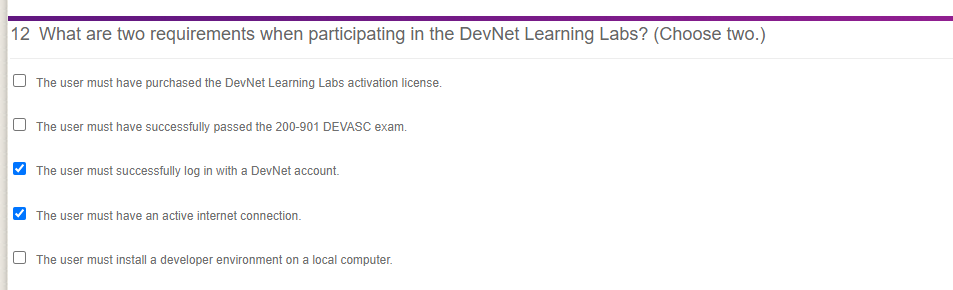 12 What are two requirements when participating in the DevNet Learning Labs? (Choose two.)
The user must have purchased the DevNet Learning Labs activation license.
The user must have successfully passed the 200-901 DEVASC exam.
The user must successfully log in with a DevNet account.
The user must have an active internet connection.
The user must install a developer environment on a local computer.